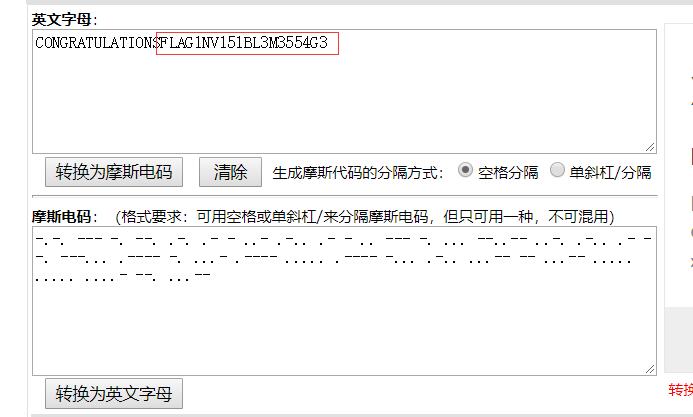 英文字母：
CONGRATULATIONSFLAG1NV151BL3M3554G3
转换为摩斯电码 清除 生成摩斯代码的分隔方式： 空格分隔 单斜杠/分隔
摩斯电码：（格式要求：可用空格或单斜杠/来分隔摩斯电码，但只可用一种，不可混用）
-.-. --- -. --. .-. .- - ..- .-.. .- - .. --- -. ... --..-- ..-. .-.. .- -
-. ---... .---- -. ...- .---- ..... .---- -... .-.. ...-- -- ...-- .....
..... ....- --. ...--
转换为英文字母
转换